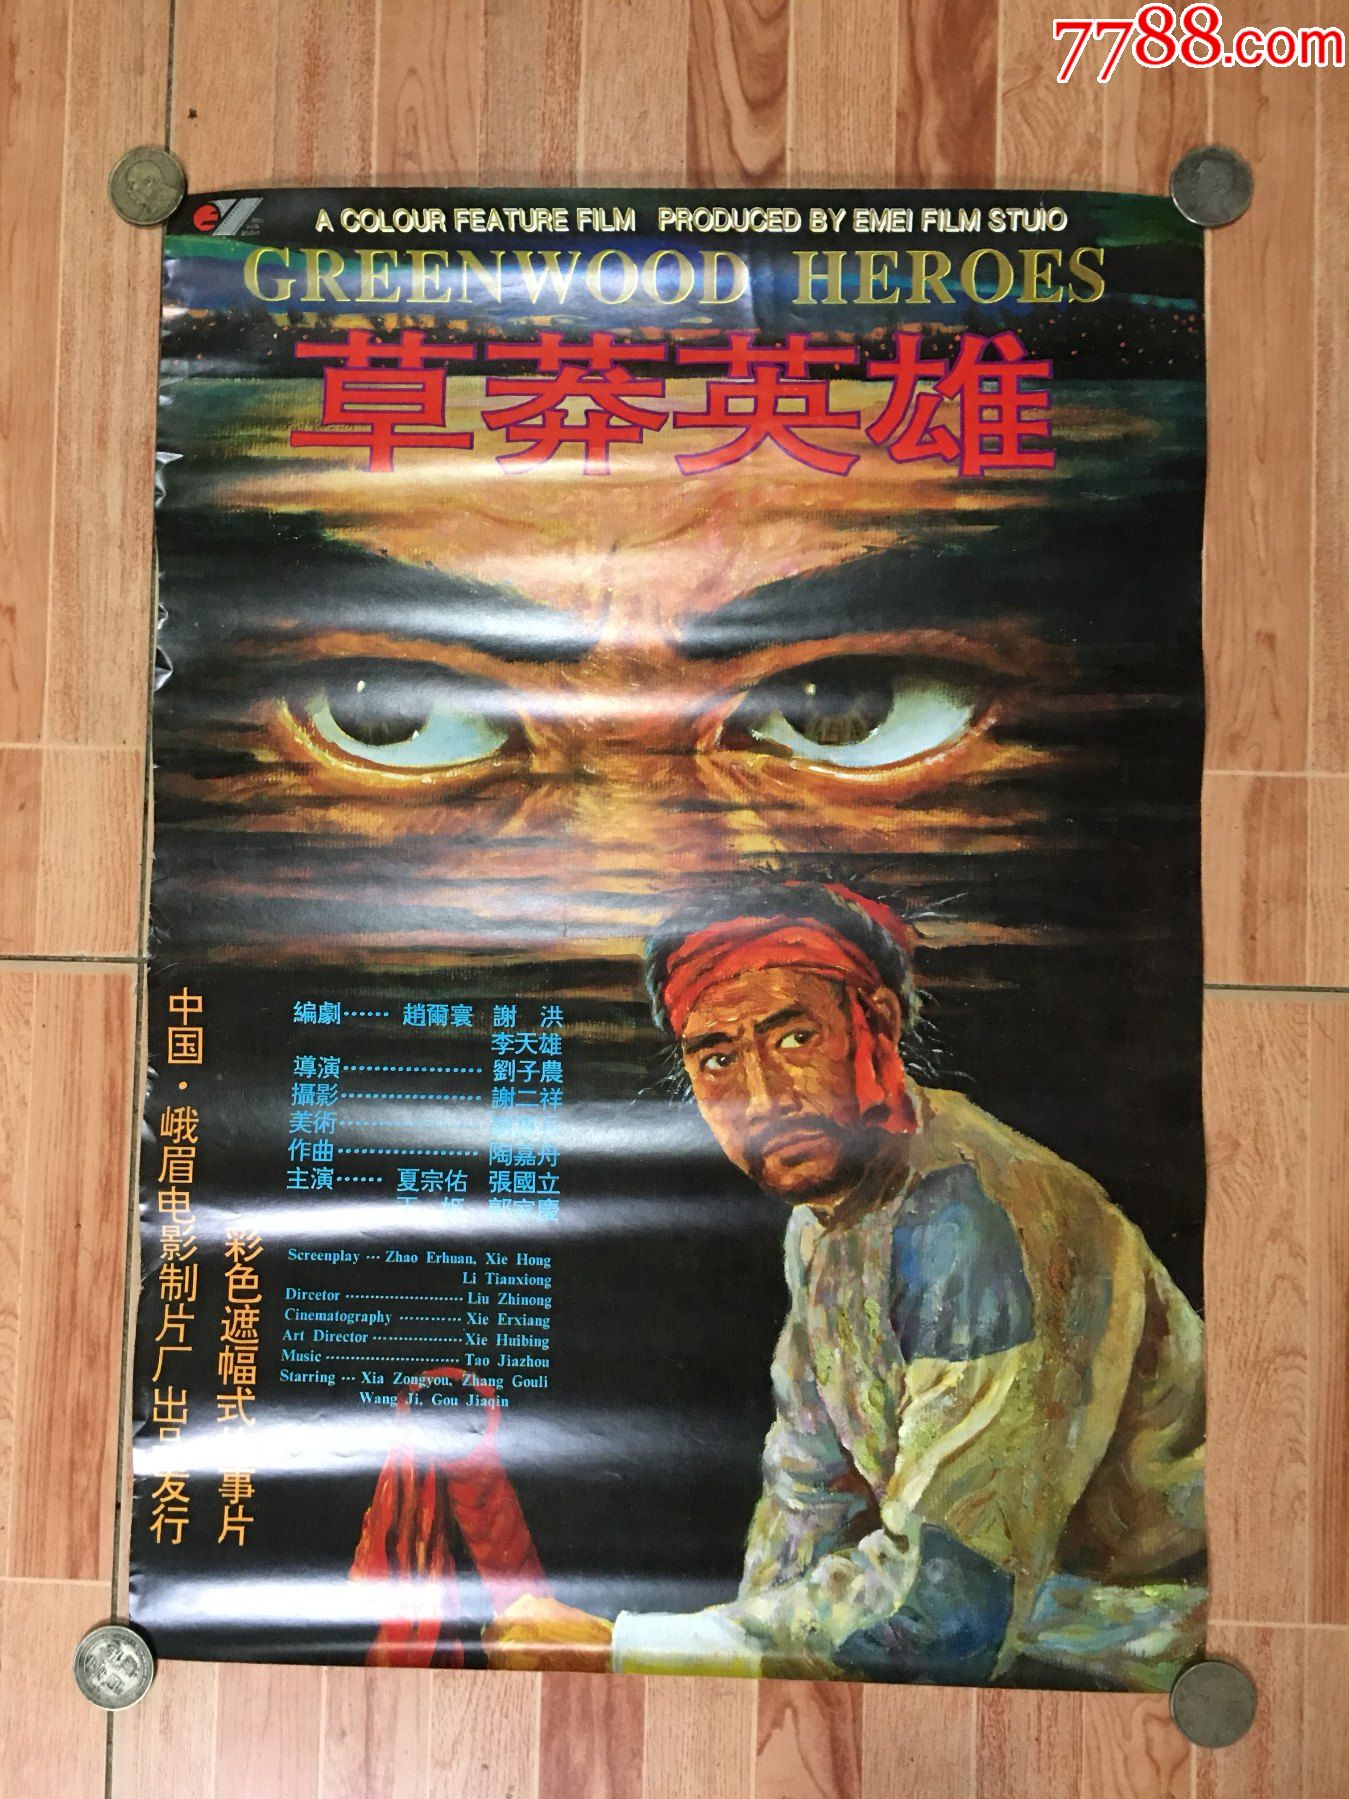 7788.com
A COLOUR FEATURE FILM PRODUCED BY EMEI FILM STUIO
GREENWOOD HEROES
草莽英雄
編劇…… 趙爾寰 謝 洪
李天雄
導演……………… 劉子農
攝影……………… 謝二祥
美術………………
作曲……………… 陶嘉舟
主演…… 夏宗佑 張國立
郭家慶
Screenplay --- Zhao Erhuan, Xie Hong
Li Tianxiong
Dircetor ························ Liu Zhinong
Cinematography ············· Xie Erxiang
Art Director ·················· Xie Huibing
Music ··························· Tao Jiazhou
Starring --- Xia Zongyou, Zhang Gouli
Wang Ji, Gou Jiaqin
中国·峨眉电影制片厂出品发行
彩色遮幅式 事片